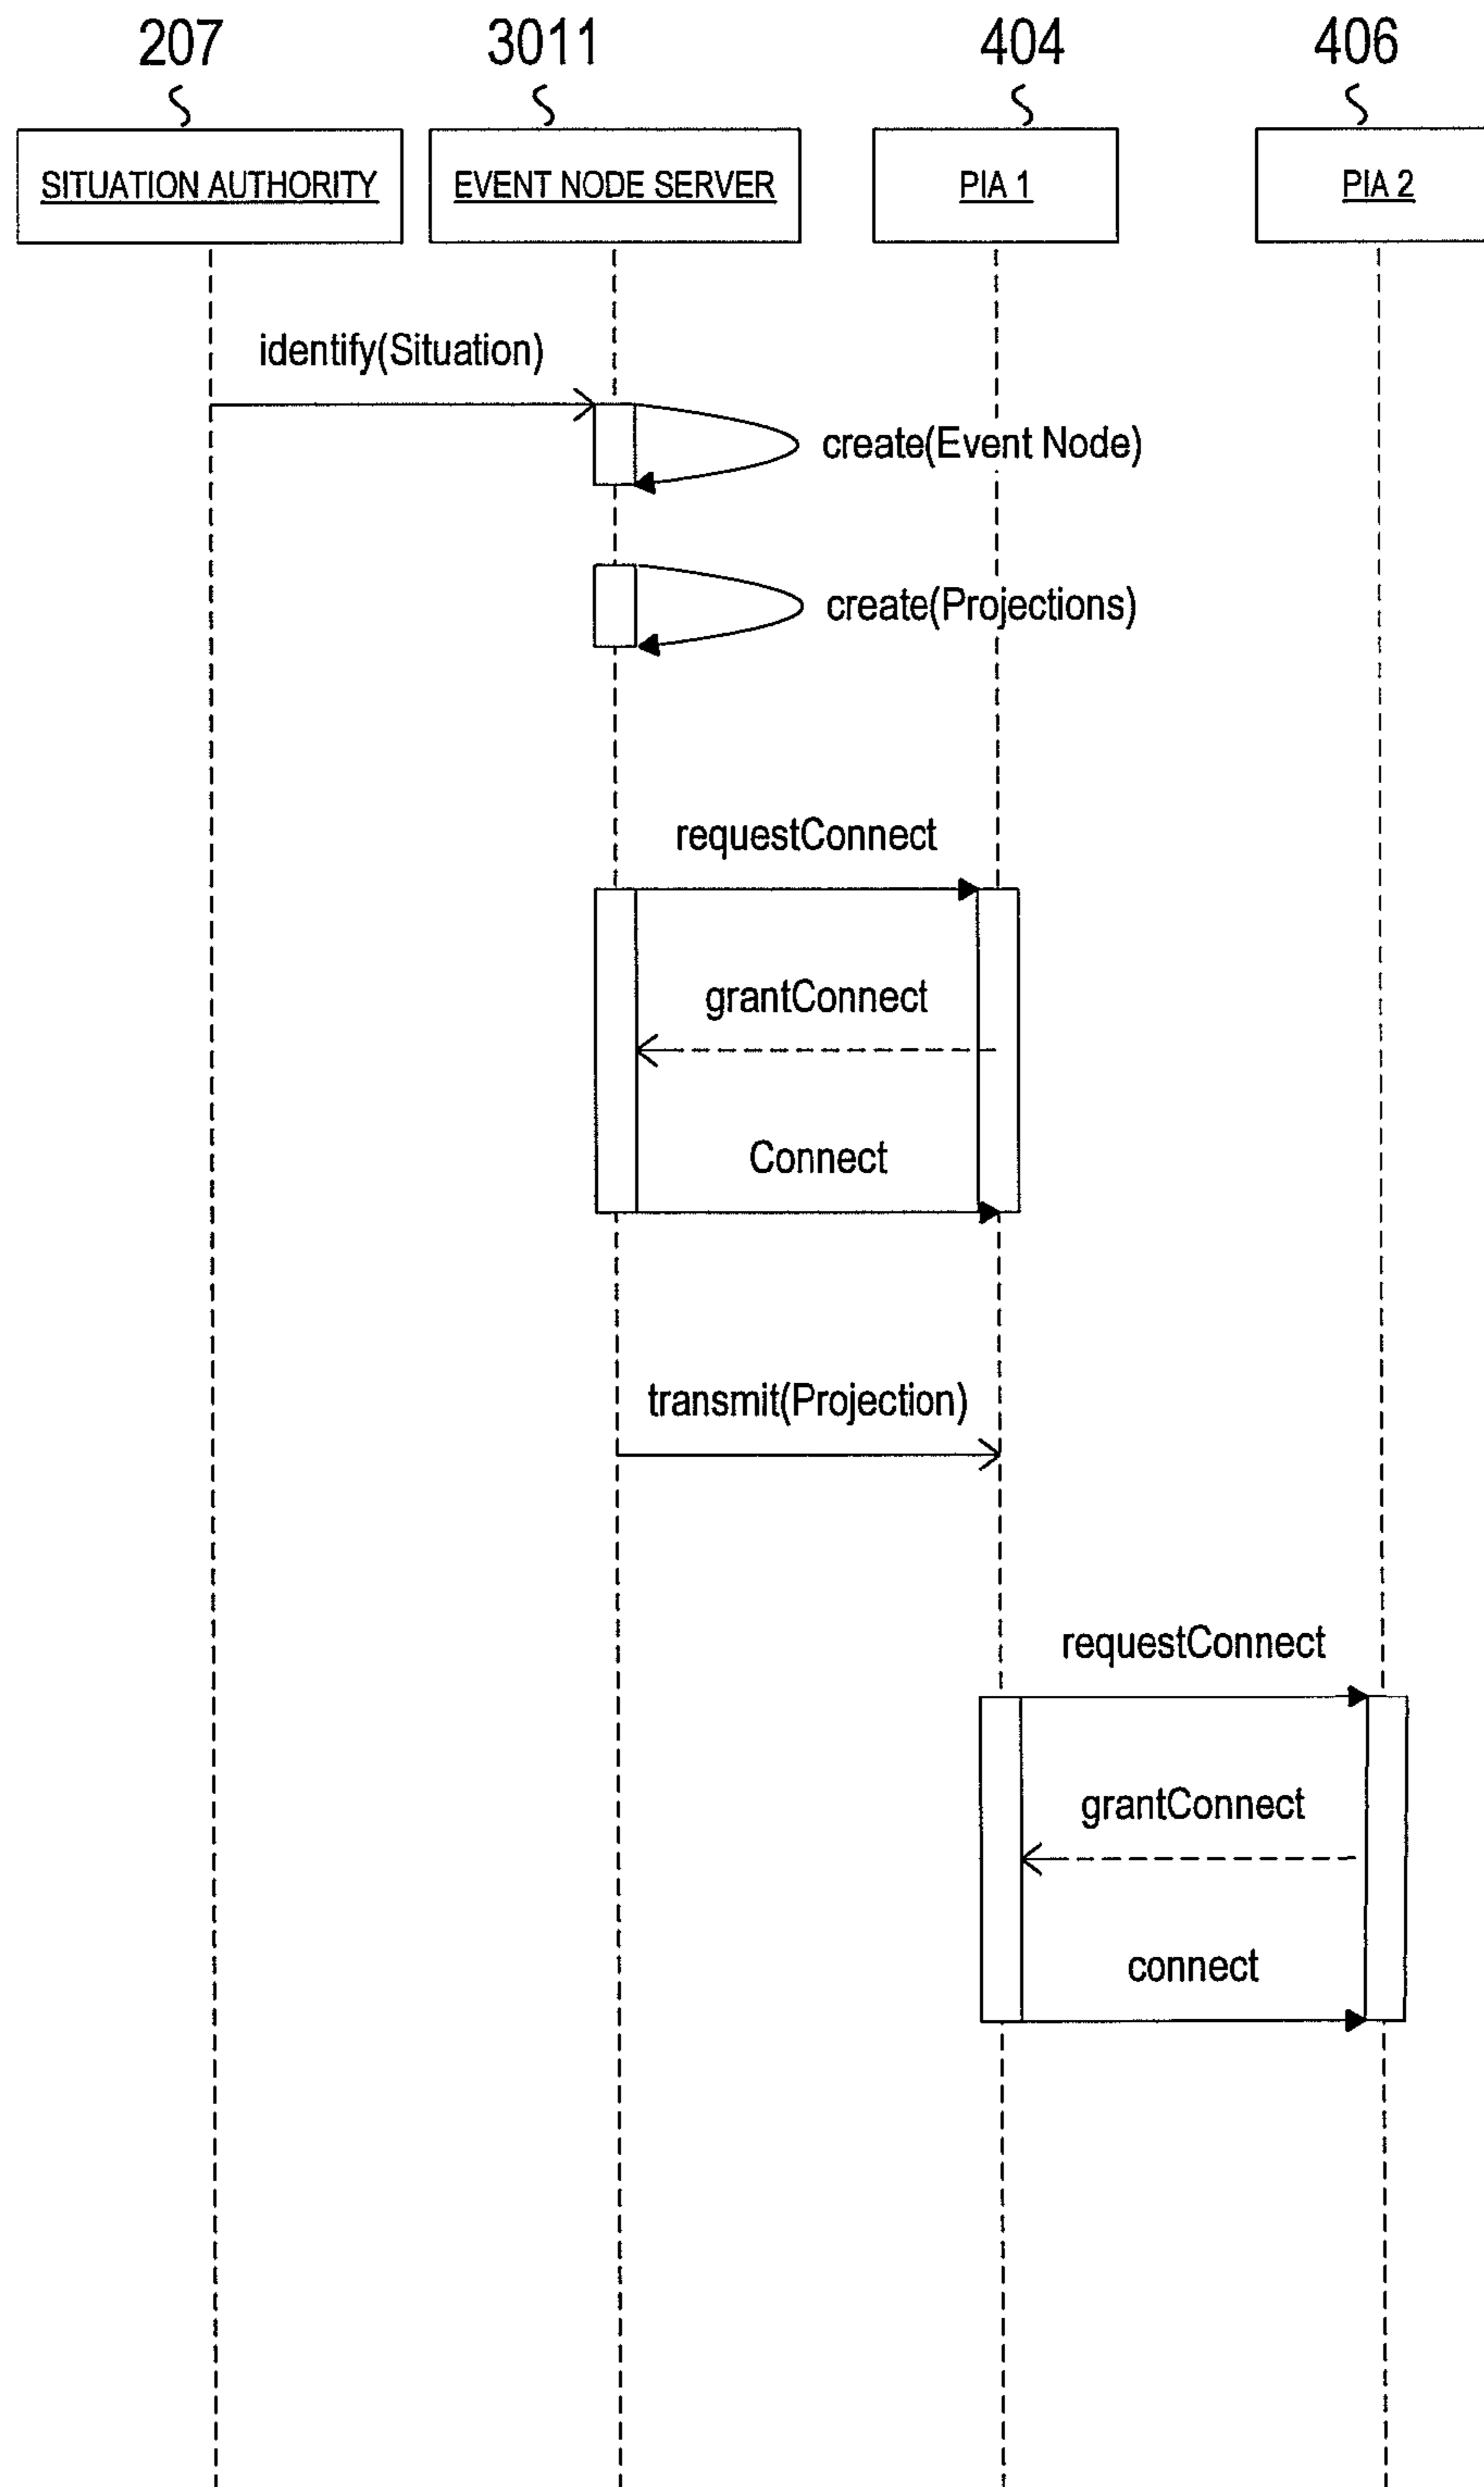 207 3011 404 406
SITUATION AUTHORITY EVENT NODE SERVER PIA 1 PIA 2
identify(Situation)
create(Event Node)
create(Projections)
requestConnect
grantConnect
Connect
transmit(Projection)
requestConnect
grantConnect
connect